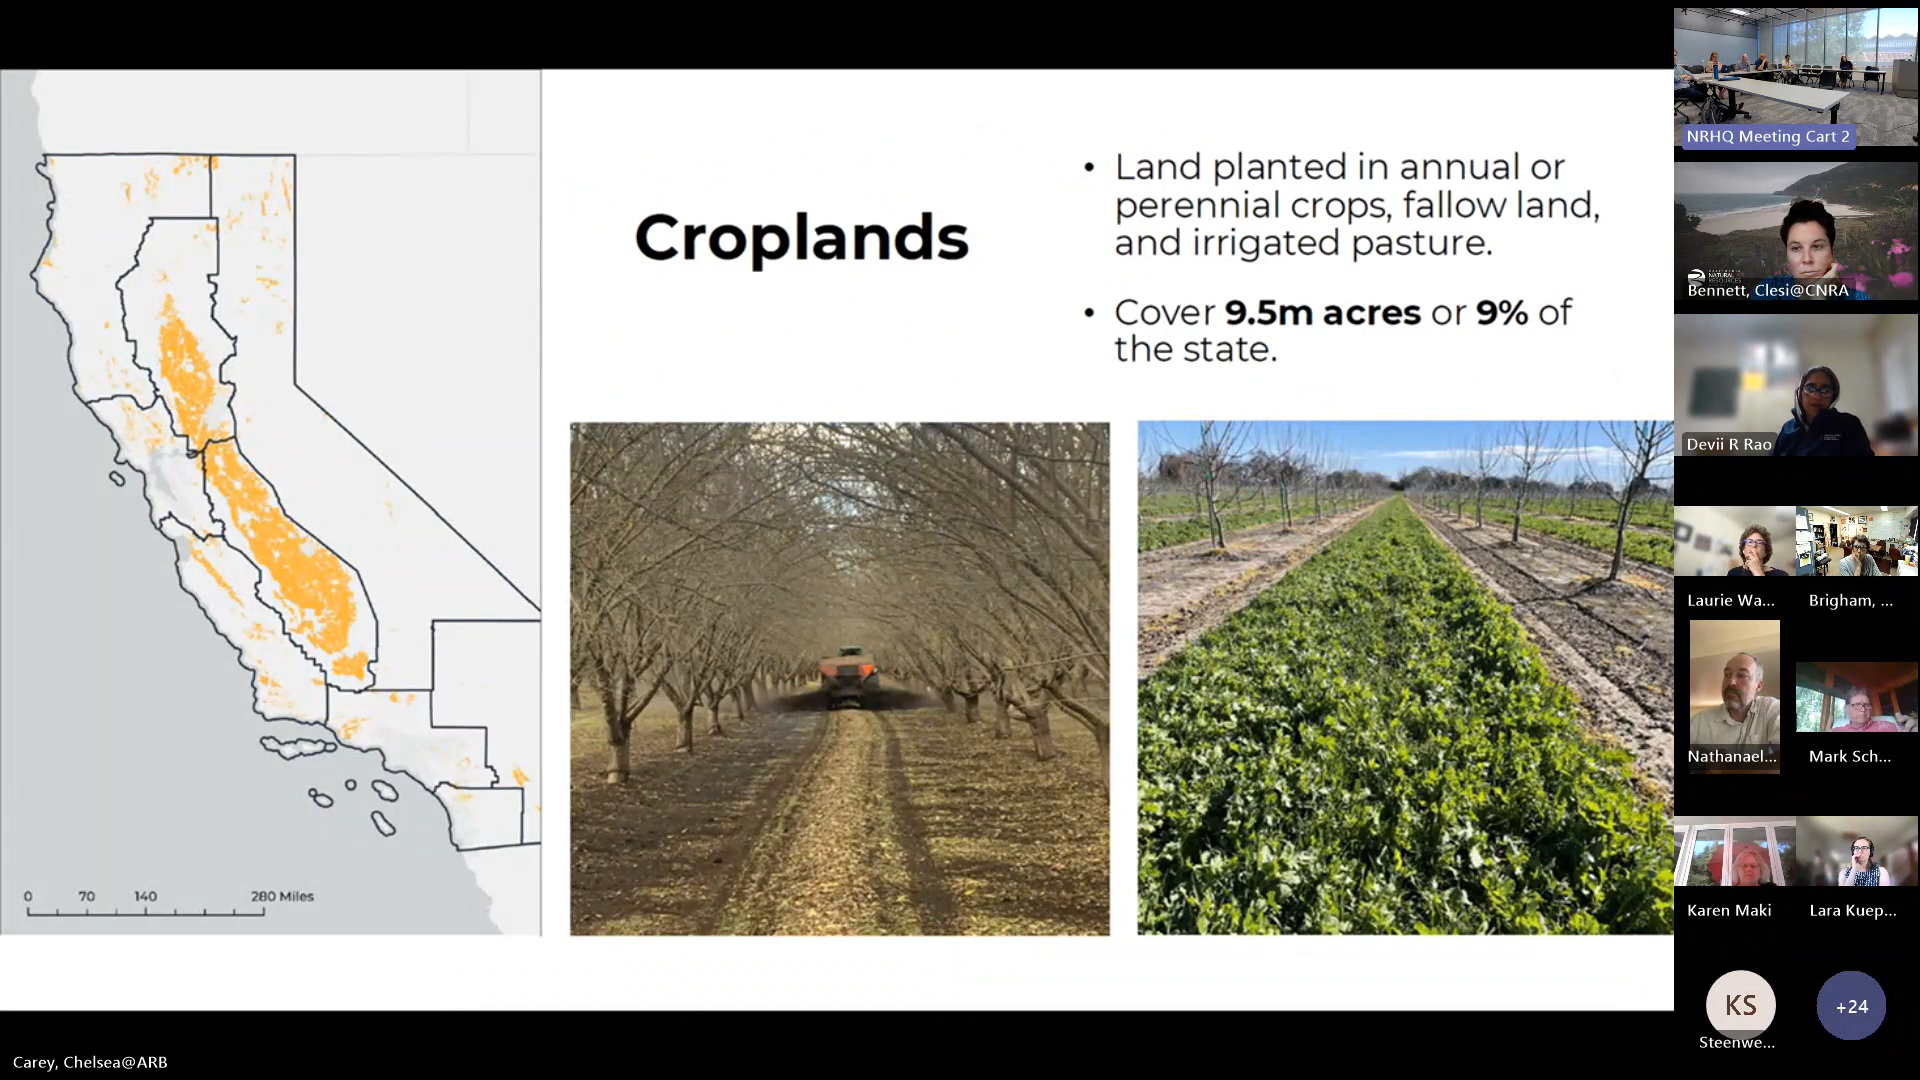 Croplands
• Land planted in annual or
perennial crops, fallow land,
and irrigated pasture.
• Cover 9.5m acres or 9% of
the state.
0 70 140 280 Miles
Carey, Chelsea@ARB
NRHQ Meeting Cart 2
Bennett, Clesi@CNRA
Devii R Rao
Laurie Wa...
Brigham, ...
Nathanael...
Mark Sch...
Karen Maki
Lara Kuep...
KS
Steenwe...
+24